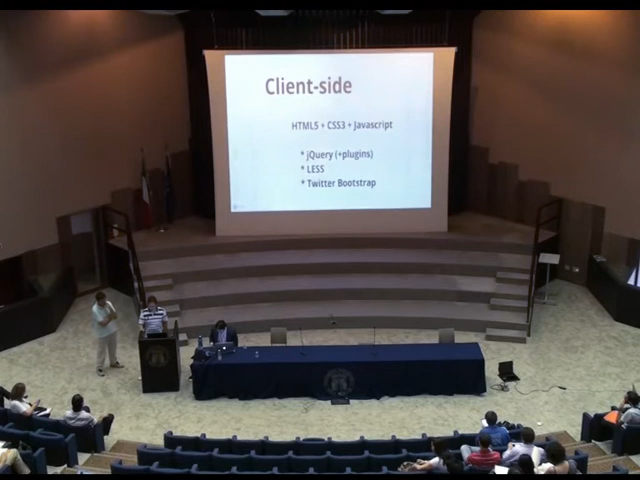 Client-side
HTML5 + CSS3 + Javascript
* jQuery (+plugins)
* LESS
* Twitter Bootstrap